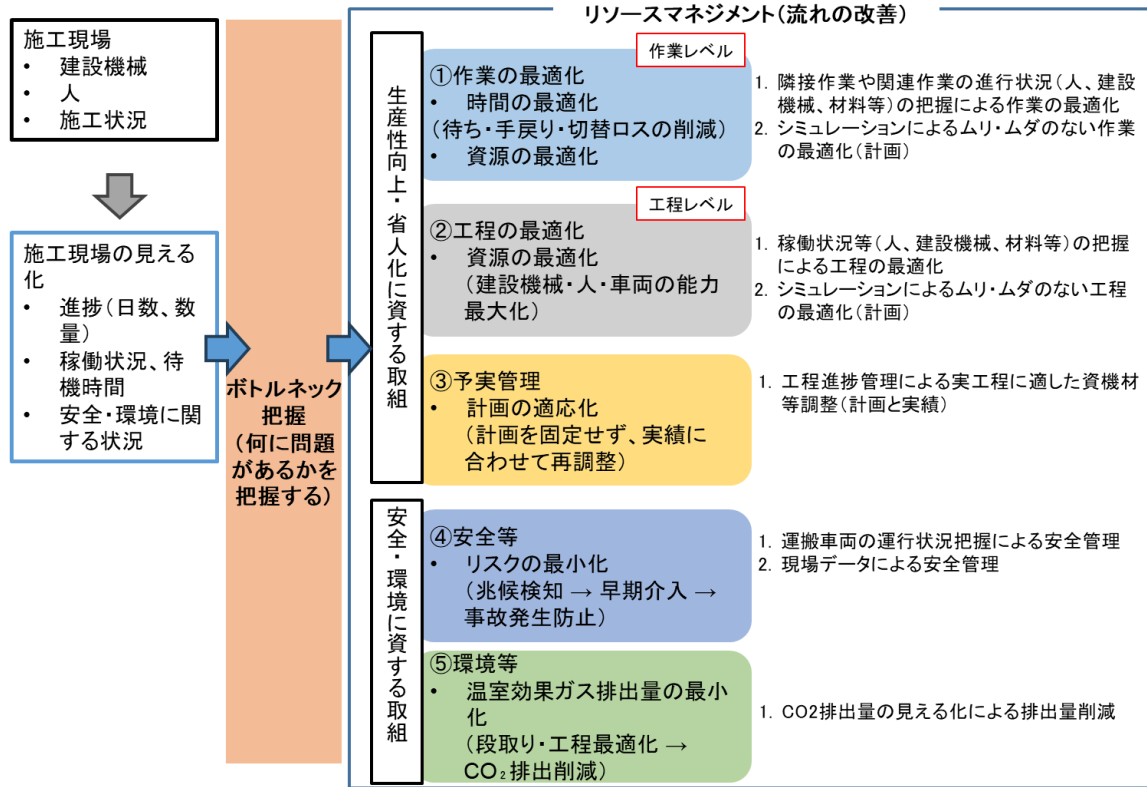 リソースマネジメント（流れの改善）
施工現場
• 建設機械
• 人
• 施工状況
施工現場の見える
化
• 進捗（日数、数
量）
• 稼働状況、待
機時間
• 安全・環境に関
する状況
ボトルネック
把握
（何に問題
があるかを
把握する）
生産性向上・省人化に資する取組
作業レベル
①作業の最適化
• 時間の最適化
（待ち・手戻り・切替ロスの削減）
• 資源の最適化
1. 隣接作業や関連作業の進行状況（人、建設
機械、材料等）の把握による作業の最適化
2. シミュレーションによるムリ・ムダのない作業
の最適化（計画）
工程レベル
②工程の最適化
• 資源の最適化
（建設機械・人・車両の能力
最大化）
1. 稼働状況等（人、建設機械、材料等）の把握
による工程の最適化
2. シミュレーションによるムリ・ムダのない工程
の最適化（計画）
③予実管理
• 計画の適応化
（計画を固定せず、実績に
合わせて再調整）
1. 工程進捗管理による実工程に適した資機材
等調整（計画と実績）
安全・環境に資する取組
④安全等
• リスクの最小化
（兆候検知 → 早期介入 →
事故発生防止）
1. 運搬車両の運行状況把握による安全管理
2. 現場データによる安全管理
⑤環境等
• 温室効果ガス排出量の最小
化
（段取り・工程最適化 →
CO₂排出削減）
1. CO2排出量の見える化による排出量削減